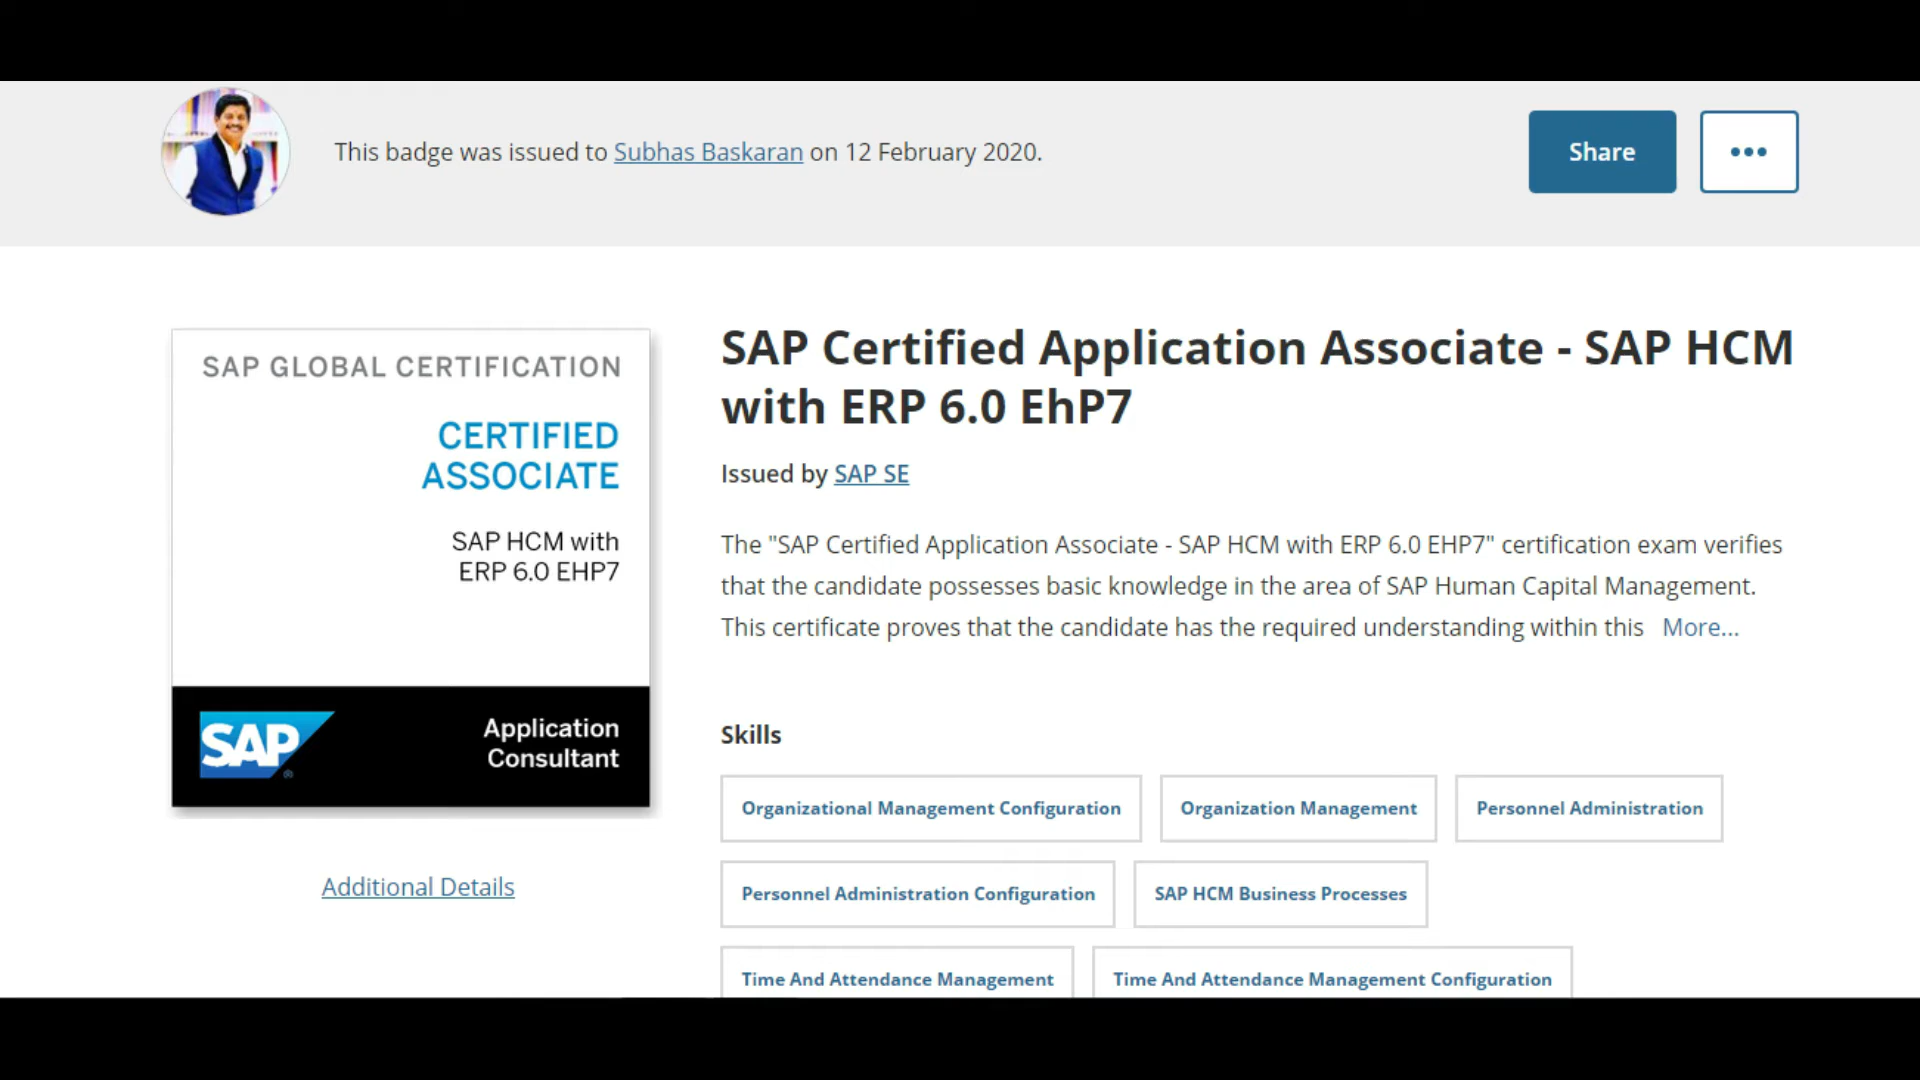 This badge was issued to Subhas Baskaran on 12 February 2020.
Share
SAP GLOBAL CERTIFICATION
CERTIFIED
ASSOCIATE
SAP HCM with
ERP 6.0 EHP7
SAP
Application
Consultant
Additional Details
SAP Certified Application Associate - SAP HCM
with ERP 6.0 EhP7
Issued by SAP SE
The "SAP Certified Application Associate - SAP HCM with ERP 6.0 EHP7" certification exam verifies
that the candidate possesses basic knowledge in the area of SAP Human Capital Management.
This certificate proves that the candidate has the required understanding within this More...
Skills
Organizational Management Configuration
Organization Management
Personnel Administration
Personnel Administration Configuration
SAP HCM Business Processes
Time And Attendance Management
Time And Attendance Management Configuration